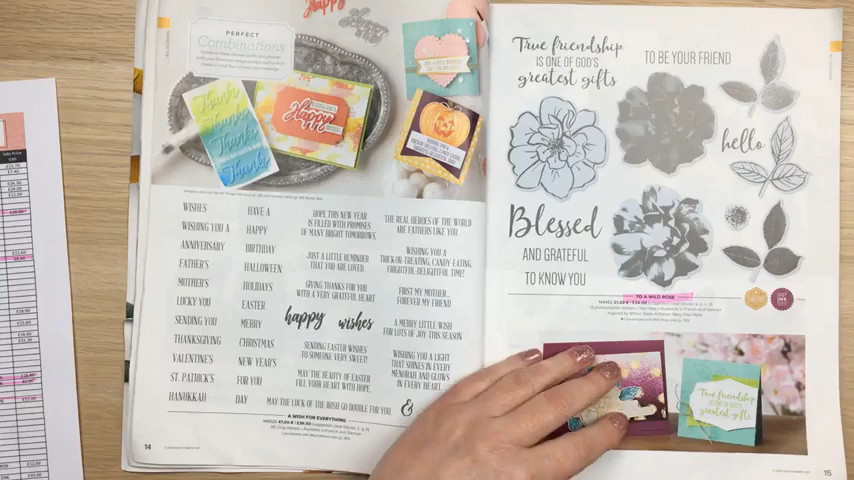 PERFECT
Combinations
Happy
Thanks
Thanks
Thanks
Thanks
Happy
WISHES
WISHING YOU A
ANNIVERSARY
FATHER'S
MOTHER'S
LUCKY YOU
SENDING YOU
THANKSGIVING
VALENTINE'S
ST. PATRICK'S
HANUKKAH
HAVE A
HAPPY
BIRTHDAY
HALLOWEEN
HOLIDAYS
EASTER
MERRY
CHRISTMAS
NEW YEAR'S
FOR YOU
DAY
HOPE THIS NEW YEAR
IS FILLED WITH PROMISES
OF MANY BRIGHT TOMORROWS.
JUST A LITTLE REMINDER
THAT YOU ARE LOVED.
GIVING THANKS FOR YOU
WITH A VERY GRATEFUL HEART
happy wishes
SENDING EASTER WISHES
TO SOMEONE VERY SWEET!
MAY THE BEAUTY OF EASTER
FILL YOUR HEART WITH HOPE.
MAY THE LUCK OF THE IRISH GO DOUBLE FOR YOU.
THE REAL HEROES OF THE WORLD
ARE FATHERS LIKE YOU.
WISHING YOU A
TRICK-OR-TREATING, CANDY-EATING,
FRIGHTFUL, DELIGHTFUL, TIME!
FIRST MY MOTHER...
FOREVER MY FRIEND
A MERRY LITTLE WISH
FOR LOTS OF JOY THIS SEASON
WISHING YOU A LIGHT
THAT SHINES IN EVERY
MENORAH AND GLOWS
IN EVERY HEART.
&
A WISH FOR EVERYTHING
14
True friendship
IS ONE OF GOD'S
greatest gifts
TO BE YOUR FRIEND
hello
Blessed
AND GRATEFUL
TO KNOW YOU
TO A WILD ROSE
True friendship
IS ONE OF GOD'S
greatest gifts
15